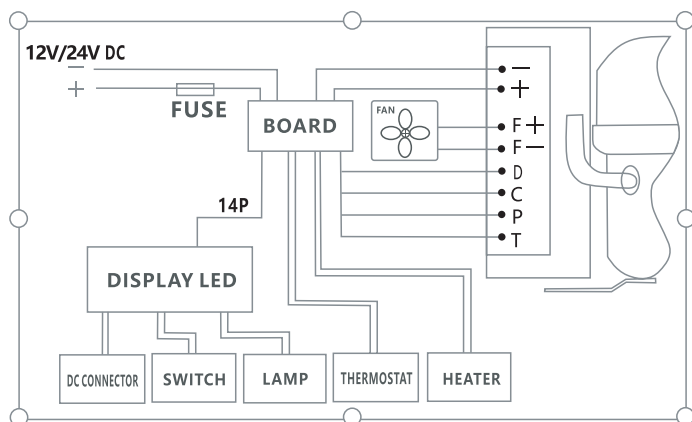 12V/24V DC
−
+
FUSE
BOARD
FAN
−
+
F +
F −
D
C
P
T
14P
DISPLAY LED
DC CONNECTOR
SWITCH
LAMP
THERMOSTAT
HEATER